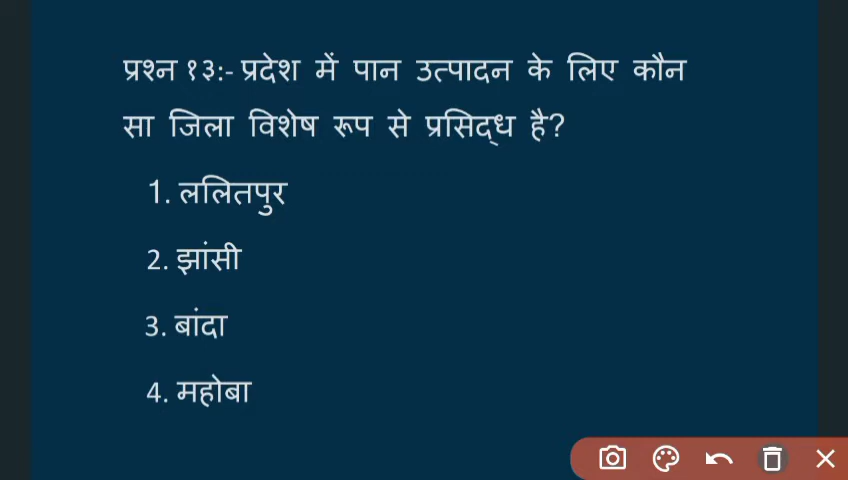 प्रश्न १३:- प्रदेश में पान उत्पादन के लिए कौन
सा जिला विशेष रूप से प्रसिद्ध है?
1. ललितपुर
2. झांसी
3. बांदा
4. महोबा